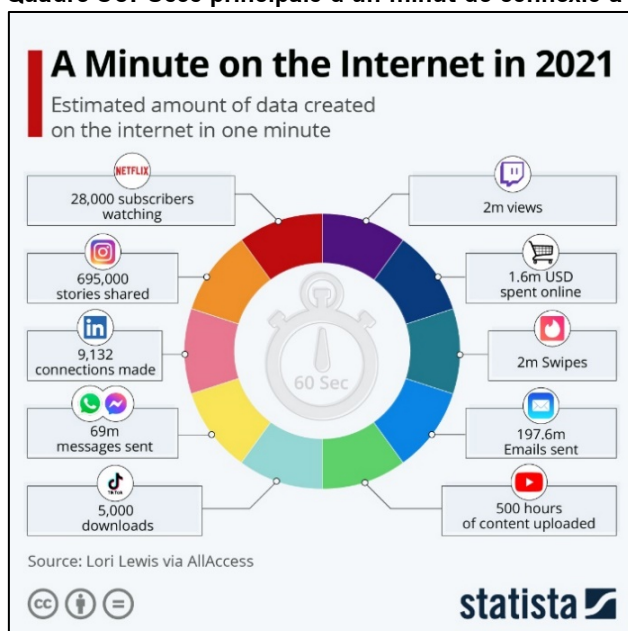 A Minute on the Internet in 2021
Estimated amount of data created
on the internet in one minute
NETFLIX
28,000 subscribers
watching
2m views
695,000
stories shared
1.6m USD
spent online
in
9,132
connections made
2m Swipes
60 Sec
69m
messages sent
197.6m
Emails sent
TikTok
5,000
downloads
500 hours
of content uploaded
Source: Lori Lewis via AllAccess
cc
statista